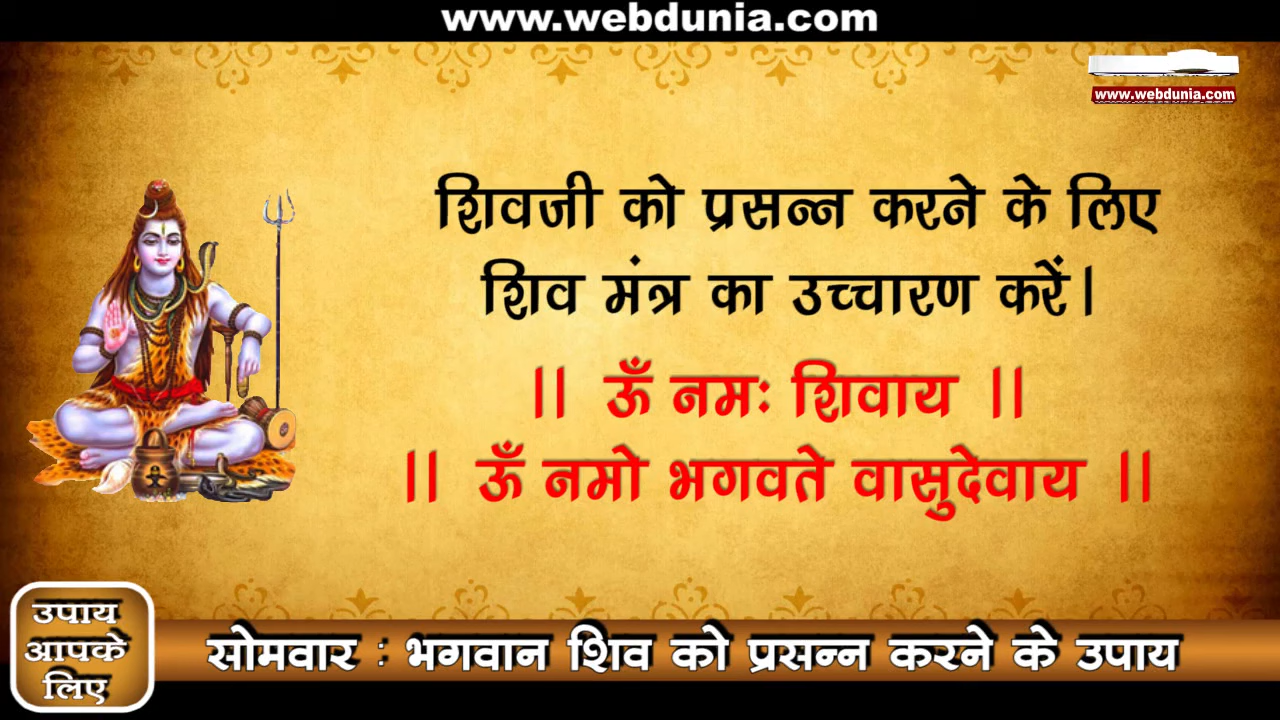 www.webdunia.com
www.webdunia.com
शिवजी को प्रसन्न करने के लिए
शिव मंत्र का उच्चारण करें।
।। ऊँ नमः शिवाय ।।
।। ऊँ नमो भगवते वासुदेवाय ।।
उपाय
आपके
लिए
सोमवार : भगवान शिव को प्रसन्न करने के उपाय